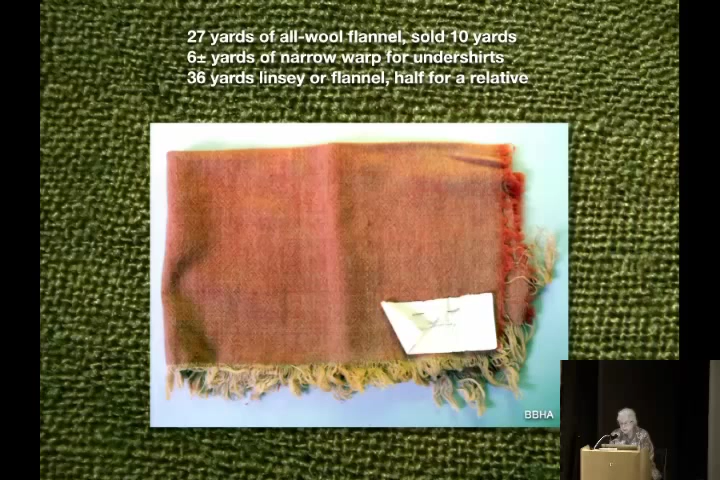 27 yards of all-wool flannel, sold 10 yards
6± yards of narrow warp for undershirts
36 yards linsey or flannel, half for a relative
BBHA